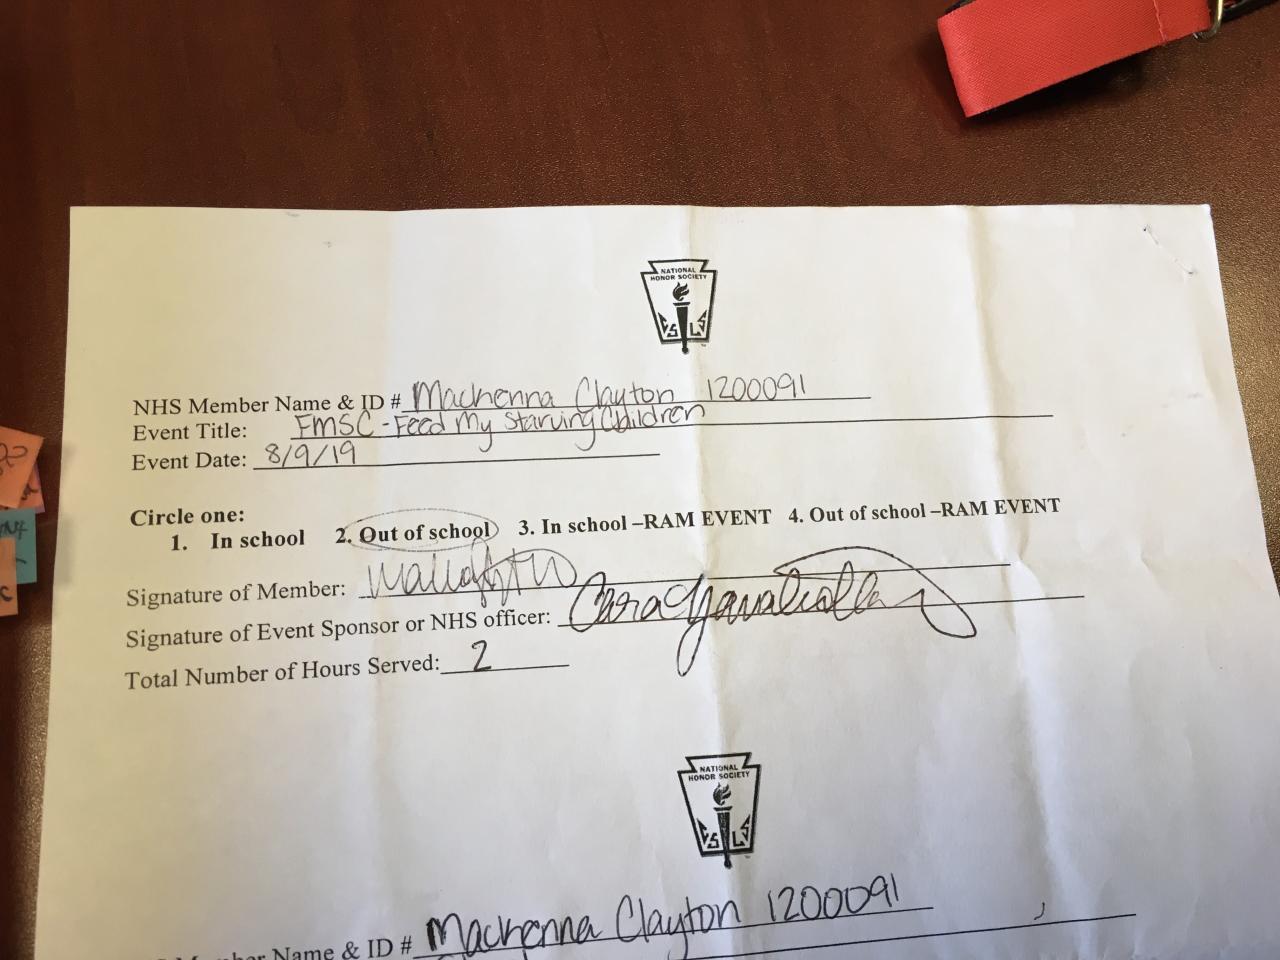 NATIONAL
HONOR SOCIETY
C S L S
NHS Member Name & ID # Mackenna Clayton 1200091
Event Title: FMSC - Feed My Starving Children
Event Date: 8/9/19
Circle one:
1. In school 2. Out of school 3. In school –RAM EVENT 4. Out of school –RAM EVENT
Signature of Member:
Signature of Event Sponsor or NHS officer: Cara
Total Number of Hours Served: 2
NATIONAL
HONOR SOCIETY
C S L S
Member Name & ID # Mackenna Clayton 1200091